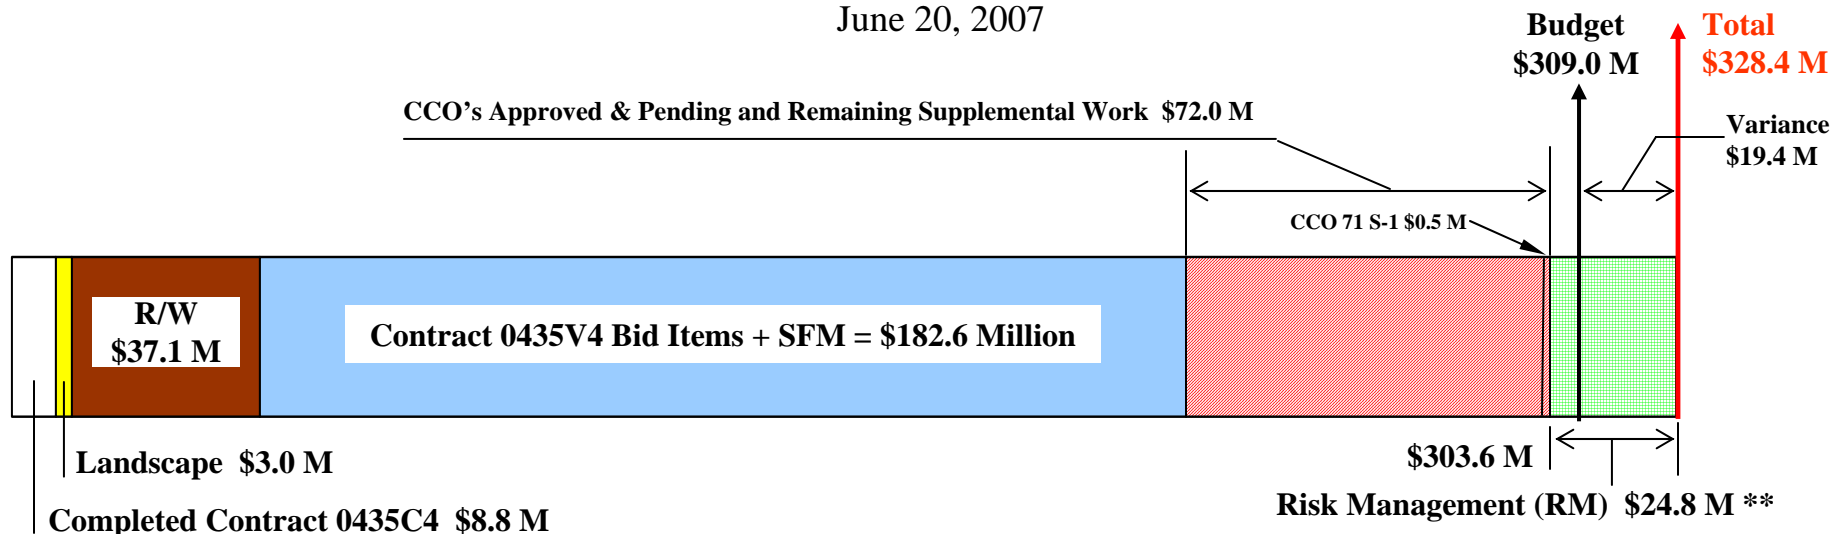 June 20, 2007
Budget
$309.0 M
Total
$328.4 M
CCO's Approved & Pending and Remaining Supplemental Work $72.0 M
Variance
$19.4 M
CCO 71 S-1 $0.5 M
R/W
$37.1 M
Contract 0435V4 Bid Items + SFM = $182.6 Million
Landscape $3.0 M
$303.6 M
Risk Management (RM) $24.8 M **
Completed Contract 0435C4 $8.8 M